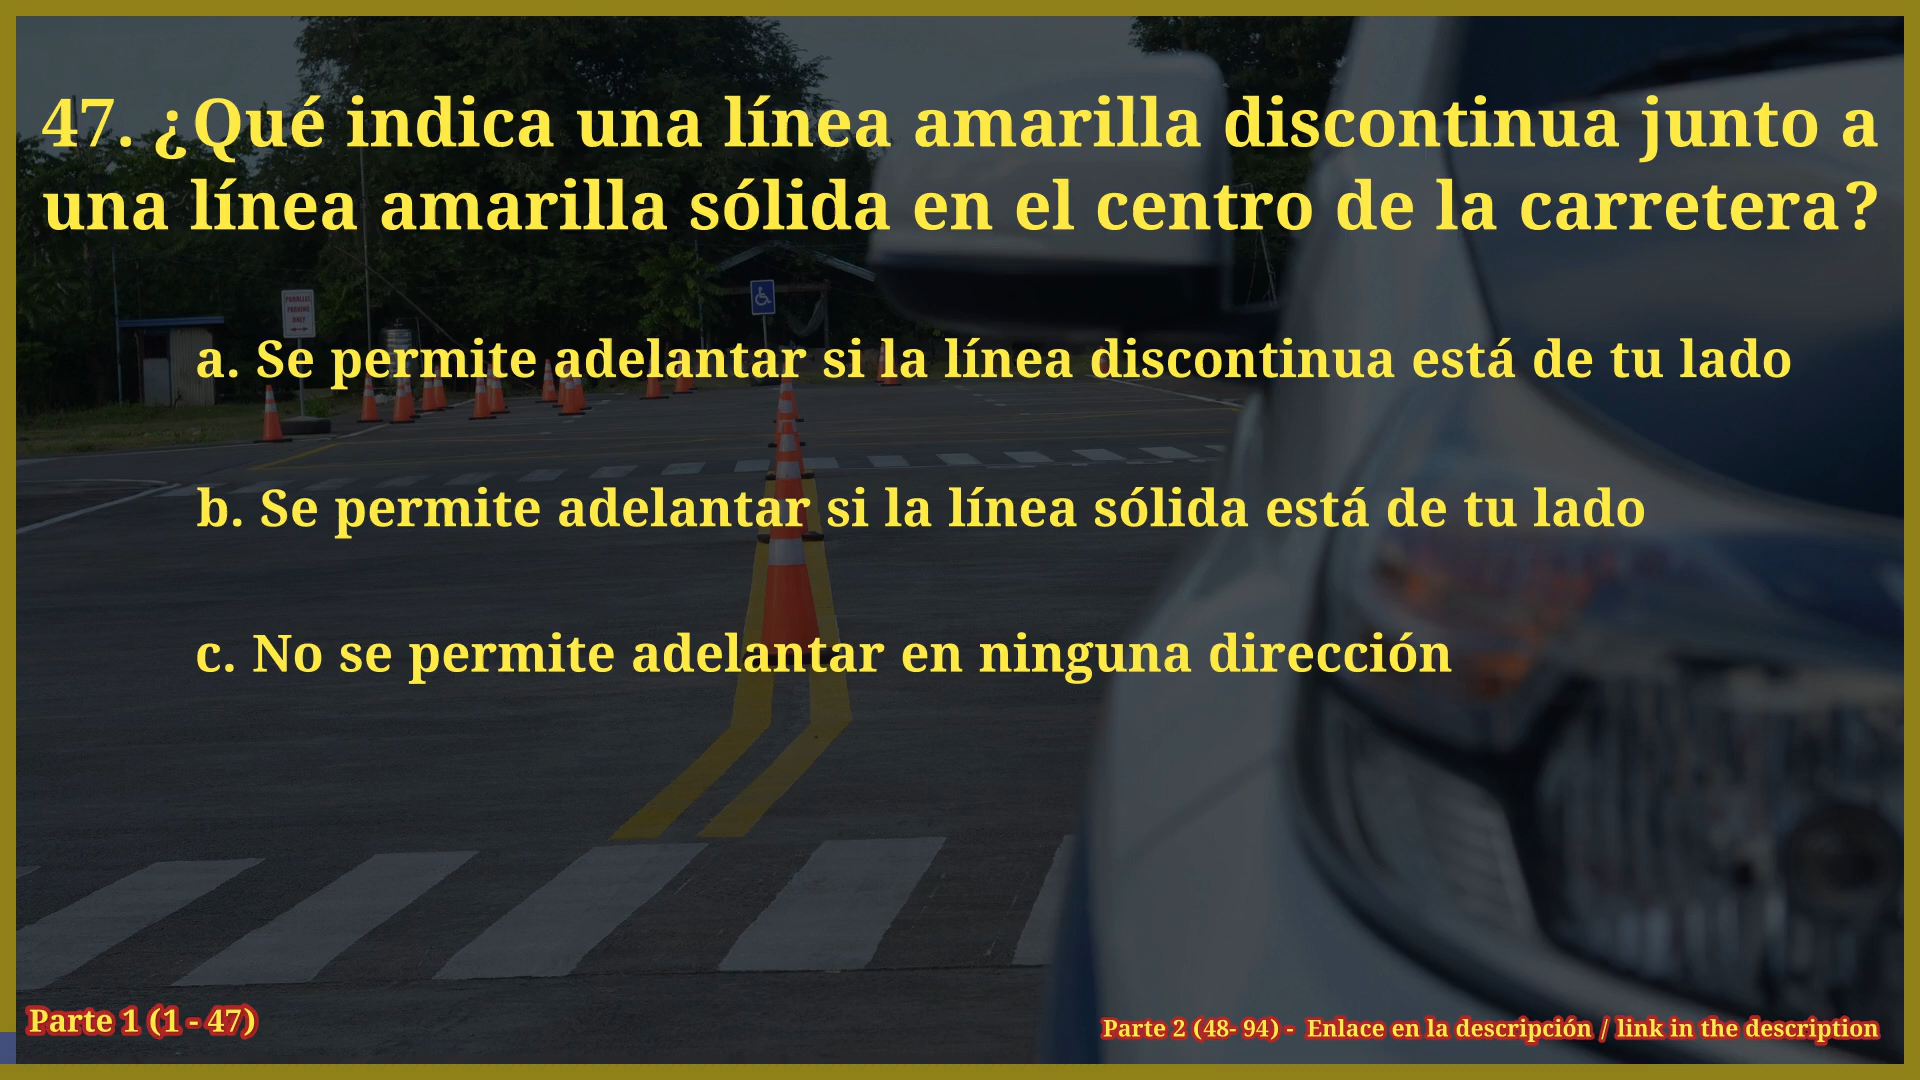 47. ¿Qué indica una línea amarilla discontinua junto a
una línea amarilla sólida en el centro de la carretera?
PARALLEL
PARKING
ONLY
a. Se permite adelantar si la línea discontinua está de tu lado
b. Se permite adelantar si la línea sólida está de tu lado
c. No se permite adelantar en ninguna dirección
Parte 1 (1 - 47)
Parte 2 (48- 94) - Enlace en la descripción / link in the description